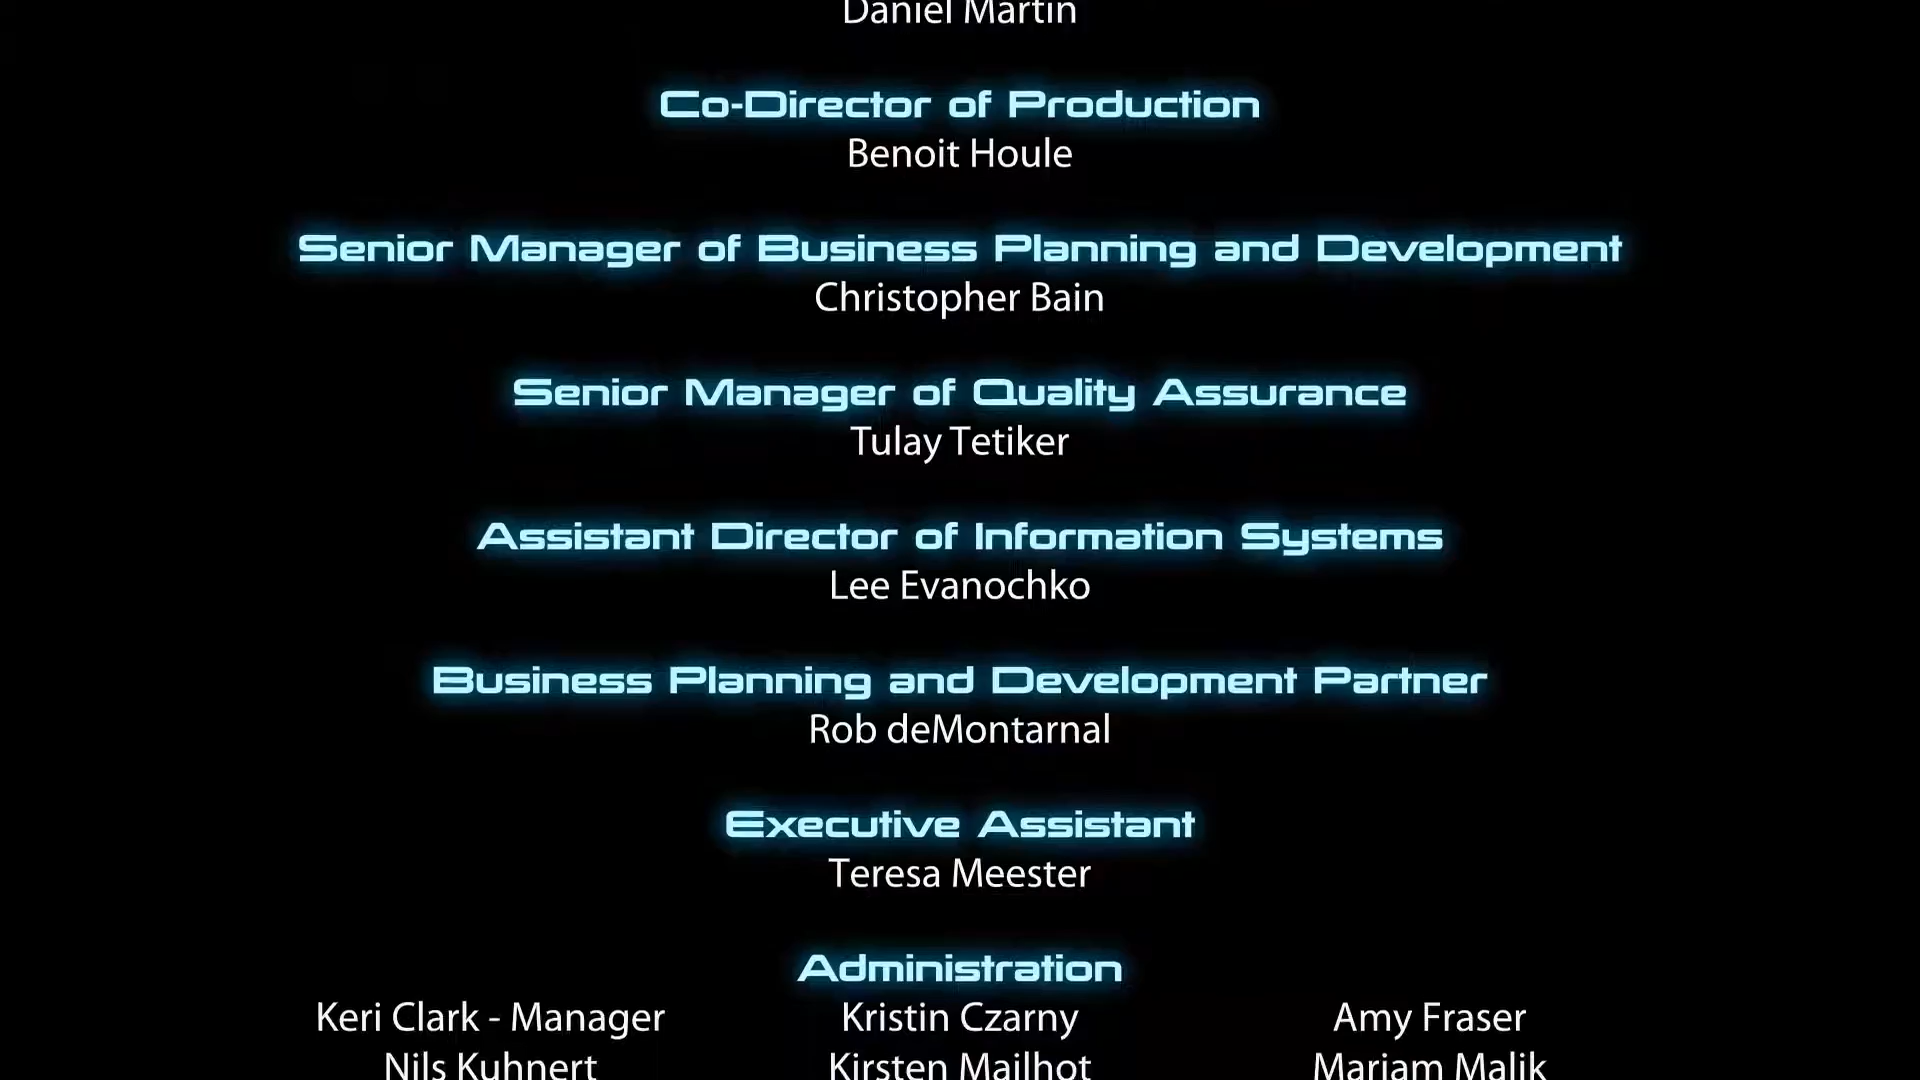 Daniel Martin
Co-Director of Production
Benoit Houle
Senior Manager of Business Planning and Development
Christopher Bain
Senior Manager of Quality Assurance
Tulay Tetiker
Assistant Director of Information Systems
Lee Evanochko
Business Planning and Development Partner
Rob deMontarnal
Executive Assistant
Teresa Meester
Administration
Keri Clark - Manager Kristin Czarny Amy Fraser
Nils Kuhnert Kirsten Mailhot Mariam Malik